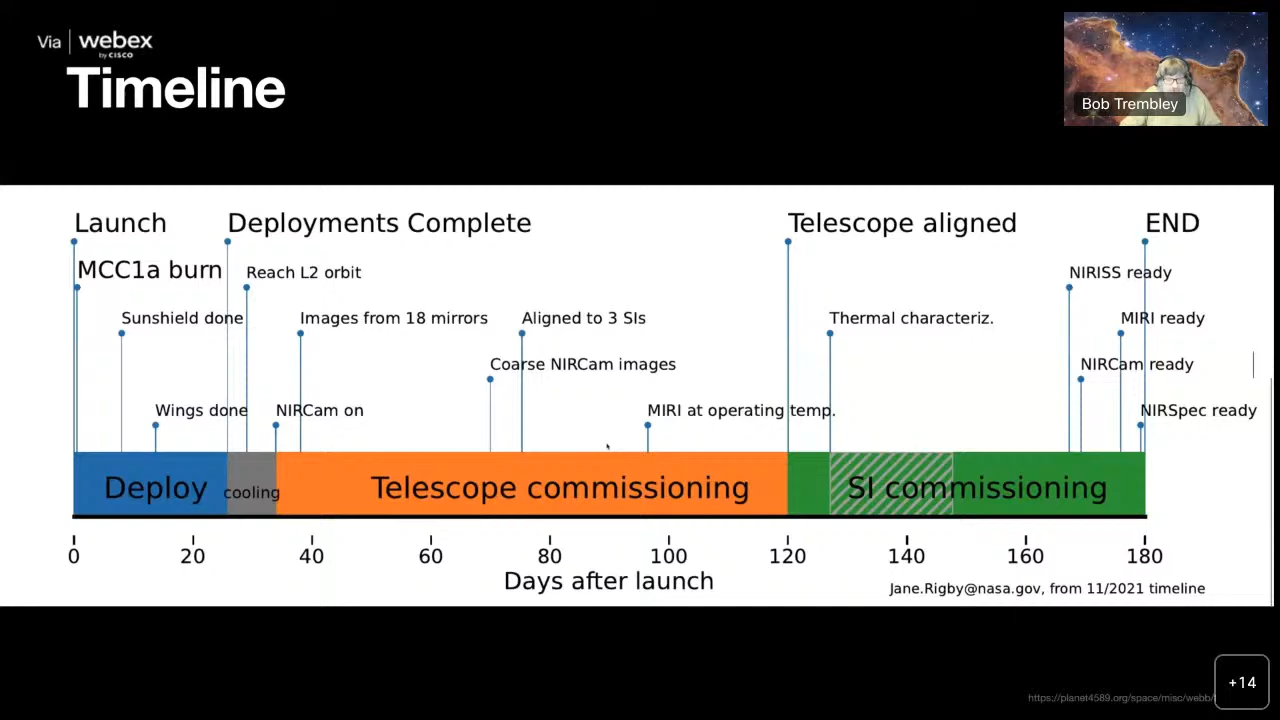 Via webex
by CISCO
Timeline
Bob Trembley
Launch
Deployments Complete
Telescope aligned
END
MCC1a burn
Reach L2 orbit
NIRISS ready
Sunshield done
Images from 18 mirrors
Aligned to 3 SIs
Thermal characteriz.
MIRI ready
Coarse NIRCam images
NIRCam ready
Wings done
NIRCam on
MIRI at operating temp.
NIRSpec ready
Deploy
cooling
Telescope commissioning
SI commissioning
0 20 40 60 80 100 120 140 160 180
Days after launch
Jane.Rigby@nasa.gov, from 11/2021 timeline
+14
https://planet4589.org/space/misc/webb/